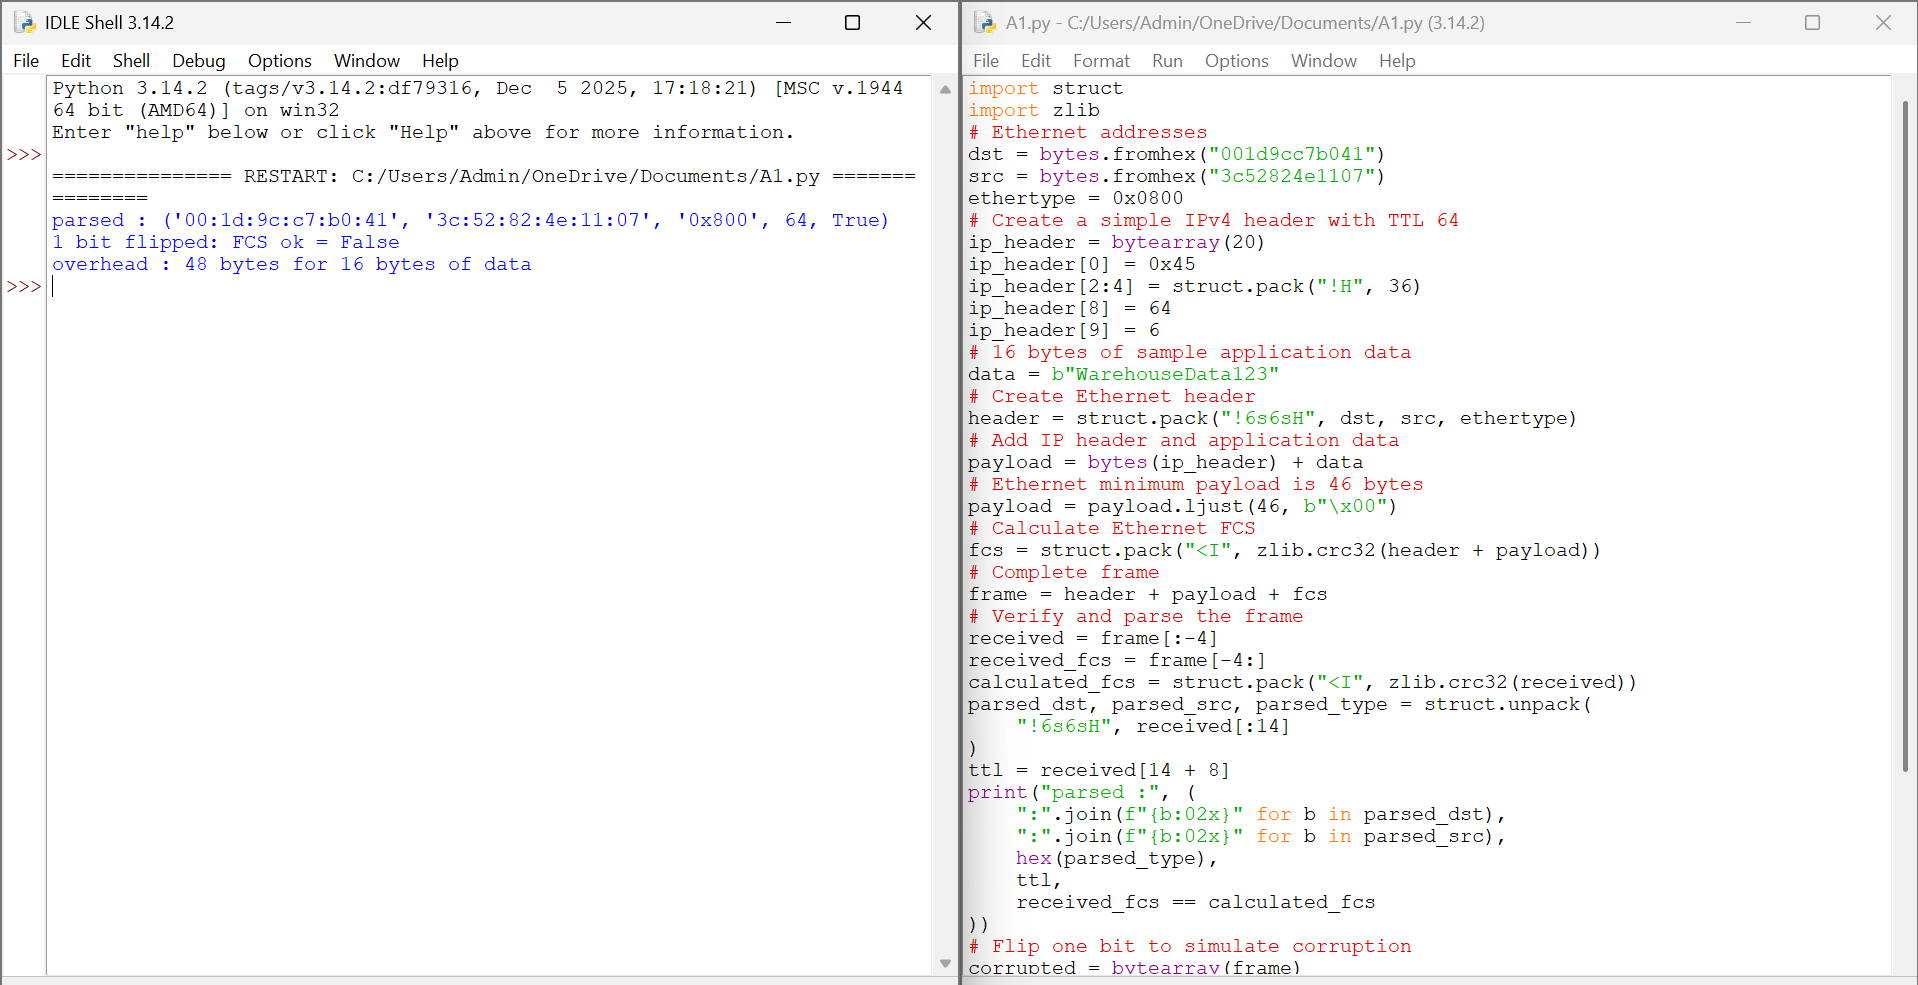 IDLE Shell 3.14.2
File Edit Shell Debug Options Window Help
Python 3.14.2 (tags/v3.14.2:df79316, Dec  5 2025, 17:18:21) [MSC v.1944
64 bit (AMD64)] on win32
Enter "help" below or click "Help" above for more information.
>>>
=============== RESTART: C:/Users/Admin/OneDrive/Documents/A1.py =======
========
parsed : ('00:1d:9c:c7:b0:41', '3c:52:82:4e:11:07', '0x800', 64, True)
1 bit flipped: FCS ok = False
overhead : 48 bytes for 16 bytes of data
>>>
A1.py - C:/Users/Admin/OneDrive/Documents/A1.py (3.14.2)
File Edit Format Run Options Window Help
import struct
import zlib
# Ethernet addresses
dst = bytes.fromhex("001d9cc7b041")
src = bytes.fromhex("3c52824e1107")
ethertype = 0x0800
# Create a simple IPv4 header with TTL 64
ip_header = bytearray(20)
ip_header[0] = 0x45
ip_header[2:4] = struct.pack("!H", 36)
ip_header[8] = 64
ip_header[9] = 6
# 16 bytes of sample application data
data = b"WarehouseData123"
# Create Ethernet header
header = struct.pack("!6s6sH", dst, src, ethertype)
# Add IP header and application data
payload = bytes(ip_header) + data
# Ethernet minimum payload is 46 bytes
payload = payload.ljust(46, b"\x00")
# Calculate Ethernet FCS
fcs = struct.pack("<I", zlib.crc32(header + payload))
# Complete frame
frame = header + payload + fcs
# Verify and parse the frame
received = frame[:-4]
received_fcs = frame[-4:]
calculated_fcs = struct.pack("<I", zlib.crc32(received))
parsed_dst, parsed_src, parsed_type = struct.unpack(
    "!6s6sH", received[:14]
)
ttl = received[14 + 8]
print("parsed :", (
    ":".join(f"{b:02x}" for b in parsed_dst),
    ":".join(f"{b:02x}" for b in parsed_src),
    hex(parsed_type),
    ttl,
    received_fcs == calculated_fcs
))
# Flip one bit to simulate corruption
corrupted = bytearray(frame)